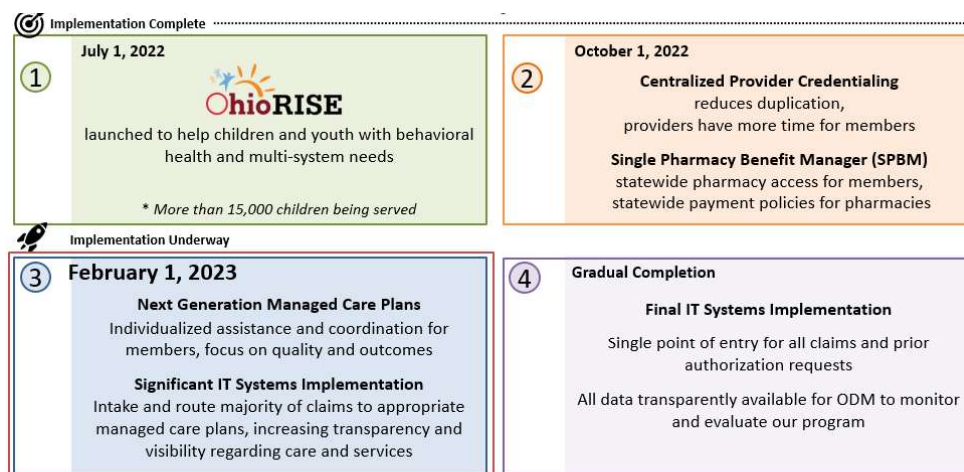 Implementation Complete
1
July 1, 2022
OhioRISE
launched to help children and youth with behavioral
health and multi-system needs
* More than 15,000 children being served
2
October 1, 2022
Centralized Provider Credentialing
reduces duplication,
providers have more time for members
Single Pharmacy Benefit Manager (SPBM)
statewide pharmacy access for members,
statewide payment policies for pharmacies
Implementation Underway
3
February 1, 2023
Next Generation Managed Care Plans
Individualized assistance and coordination for
members, focus on quality and outcomes
Significant IT Systems Implementation
Intake and route majority of claims to appropriate
managed care plans, increasing transparency and
visibility regarding care and services
4
Gradual Completion
Final IT Systems Implementation
Single point of entry for all claims and prior
authorization requests
All data transparently available for ODM to monitor
and evaluate our program